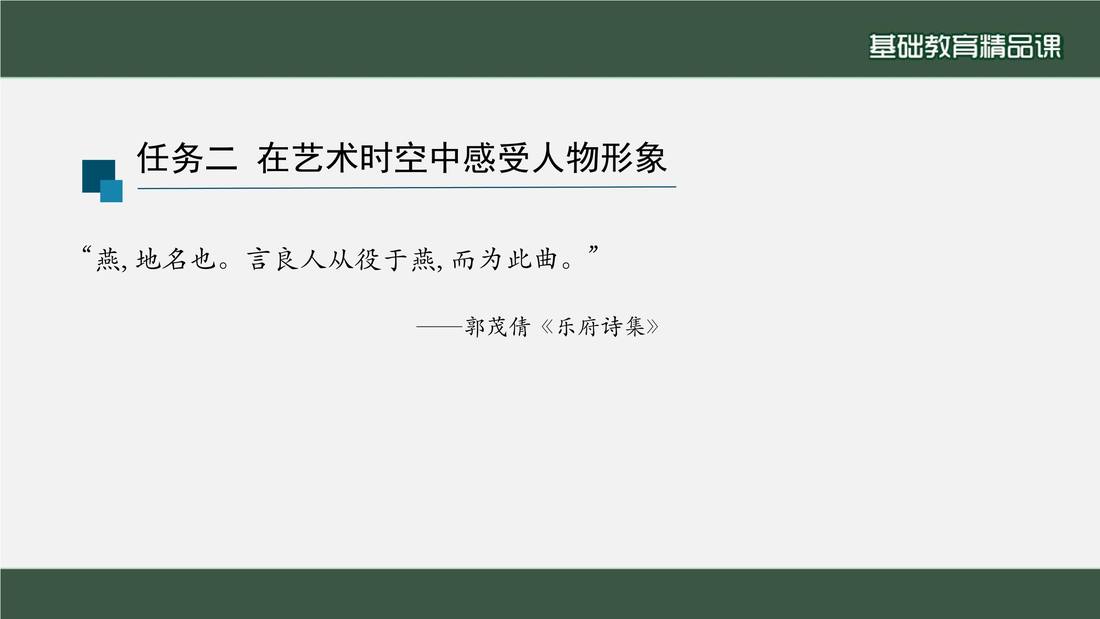 基础教育精品课
任务二 在艺术时空中感受人物形象
“燕,地名也。言良人从役于燕,而为此曲。”
——郭茂倩《乐府诗集》